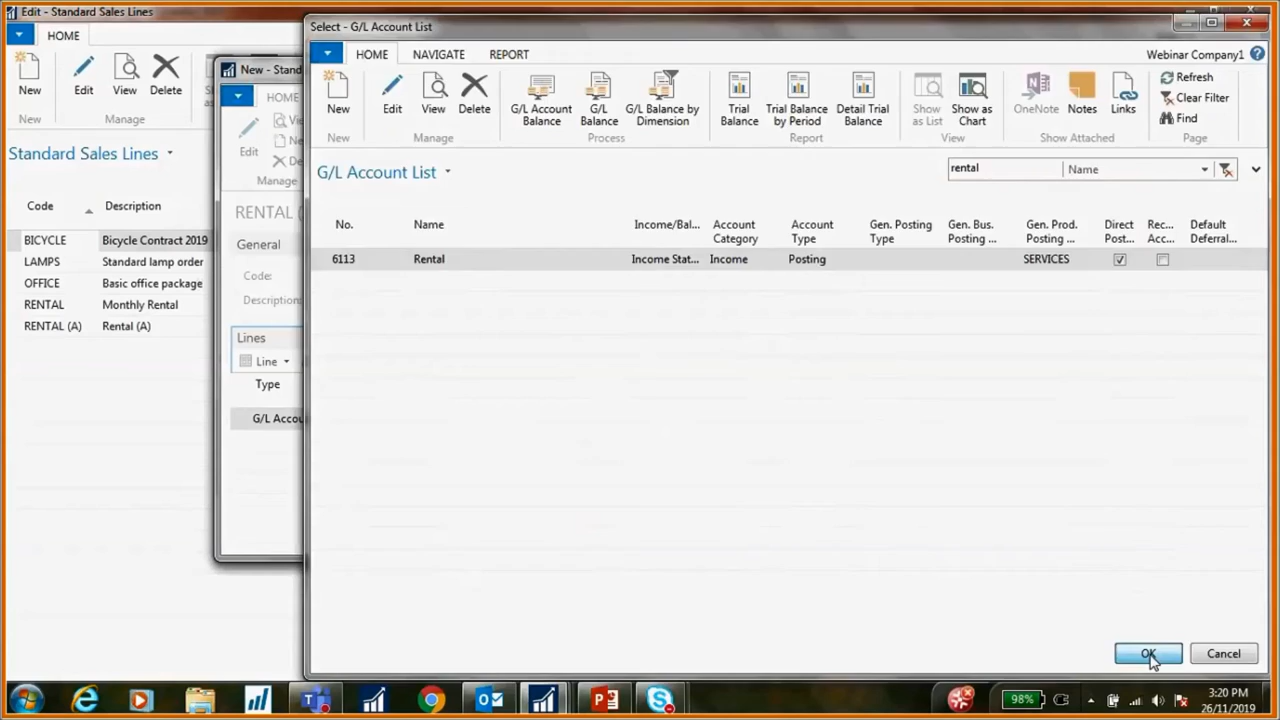 Edit - Standard Sales Lines
HOME
New
Edit
View
Delete
New
Manage
Standard Sales Lines
Code
Description
BICYCLE
Bicycle Contract 2019
LAMPS
Standard lamp order
OFFICE
Basic office package
RENTAL
Monthly Rental
RENTAL (A)
Rental (A)
New - Stand
HOME
Edit
Manage
RENTAL (
General
Code:
Description:
Lines
Line
Type
G/L Accou
Select - G/L Account List
HOME NAVIGATE REPORT
Webinar Company1
New
Edit
View
Delete
G/L Account Balance
G/L Balance
G/L Balance by Dimension
Trial Balance
Trial Balance by Period
Detail Trial Balance
Show as List
Show as Chart
OneNote
Notes
Links
Refresh
Clear Filter
Find
New
Manage
Process
Report
View
Show Attached
Page
G/L Account List
rental
Name
No. Name Income/Bal... Account Category Account Type Gen. Posting Type Gen. Bus. Posting ... Gen. Prod. Posting ... Direct Post... Rec... Acc... Default Deferral...
6113 Rental Income Stat... Income Posting SERVICES
OK
Cancel
98%
3:20 PM
26/11/2019